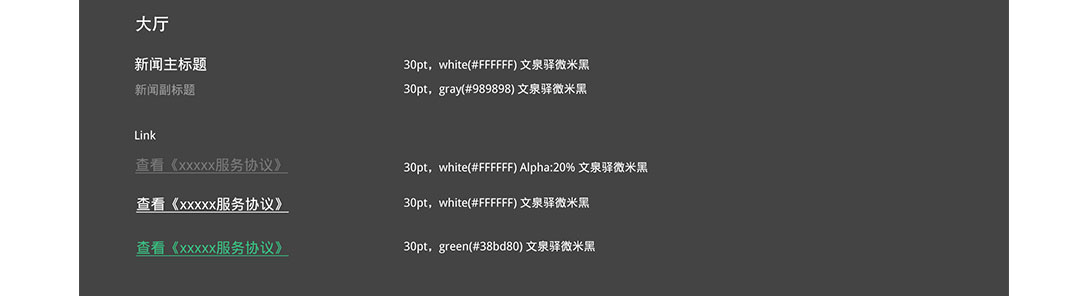 大厅
新闻主标题 30pt，white(#FFFFFF) 文泉驿微米黑
新闻副标题 30pt，gray(#989898) 文泉驿微米黑
Link
查看《xxxxx服务协议》 30pt，white(#FFFFFF) Alpha:20% 文泉驿微米黑
查看《xxxxx服务协议》 30pt，white(#FFFFFF) 文泉驿微米黑
查看《xxxxx服务协议》 30pt，green(#38bd80) 文泉驿微米黑